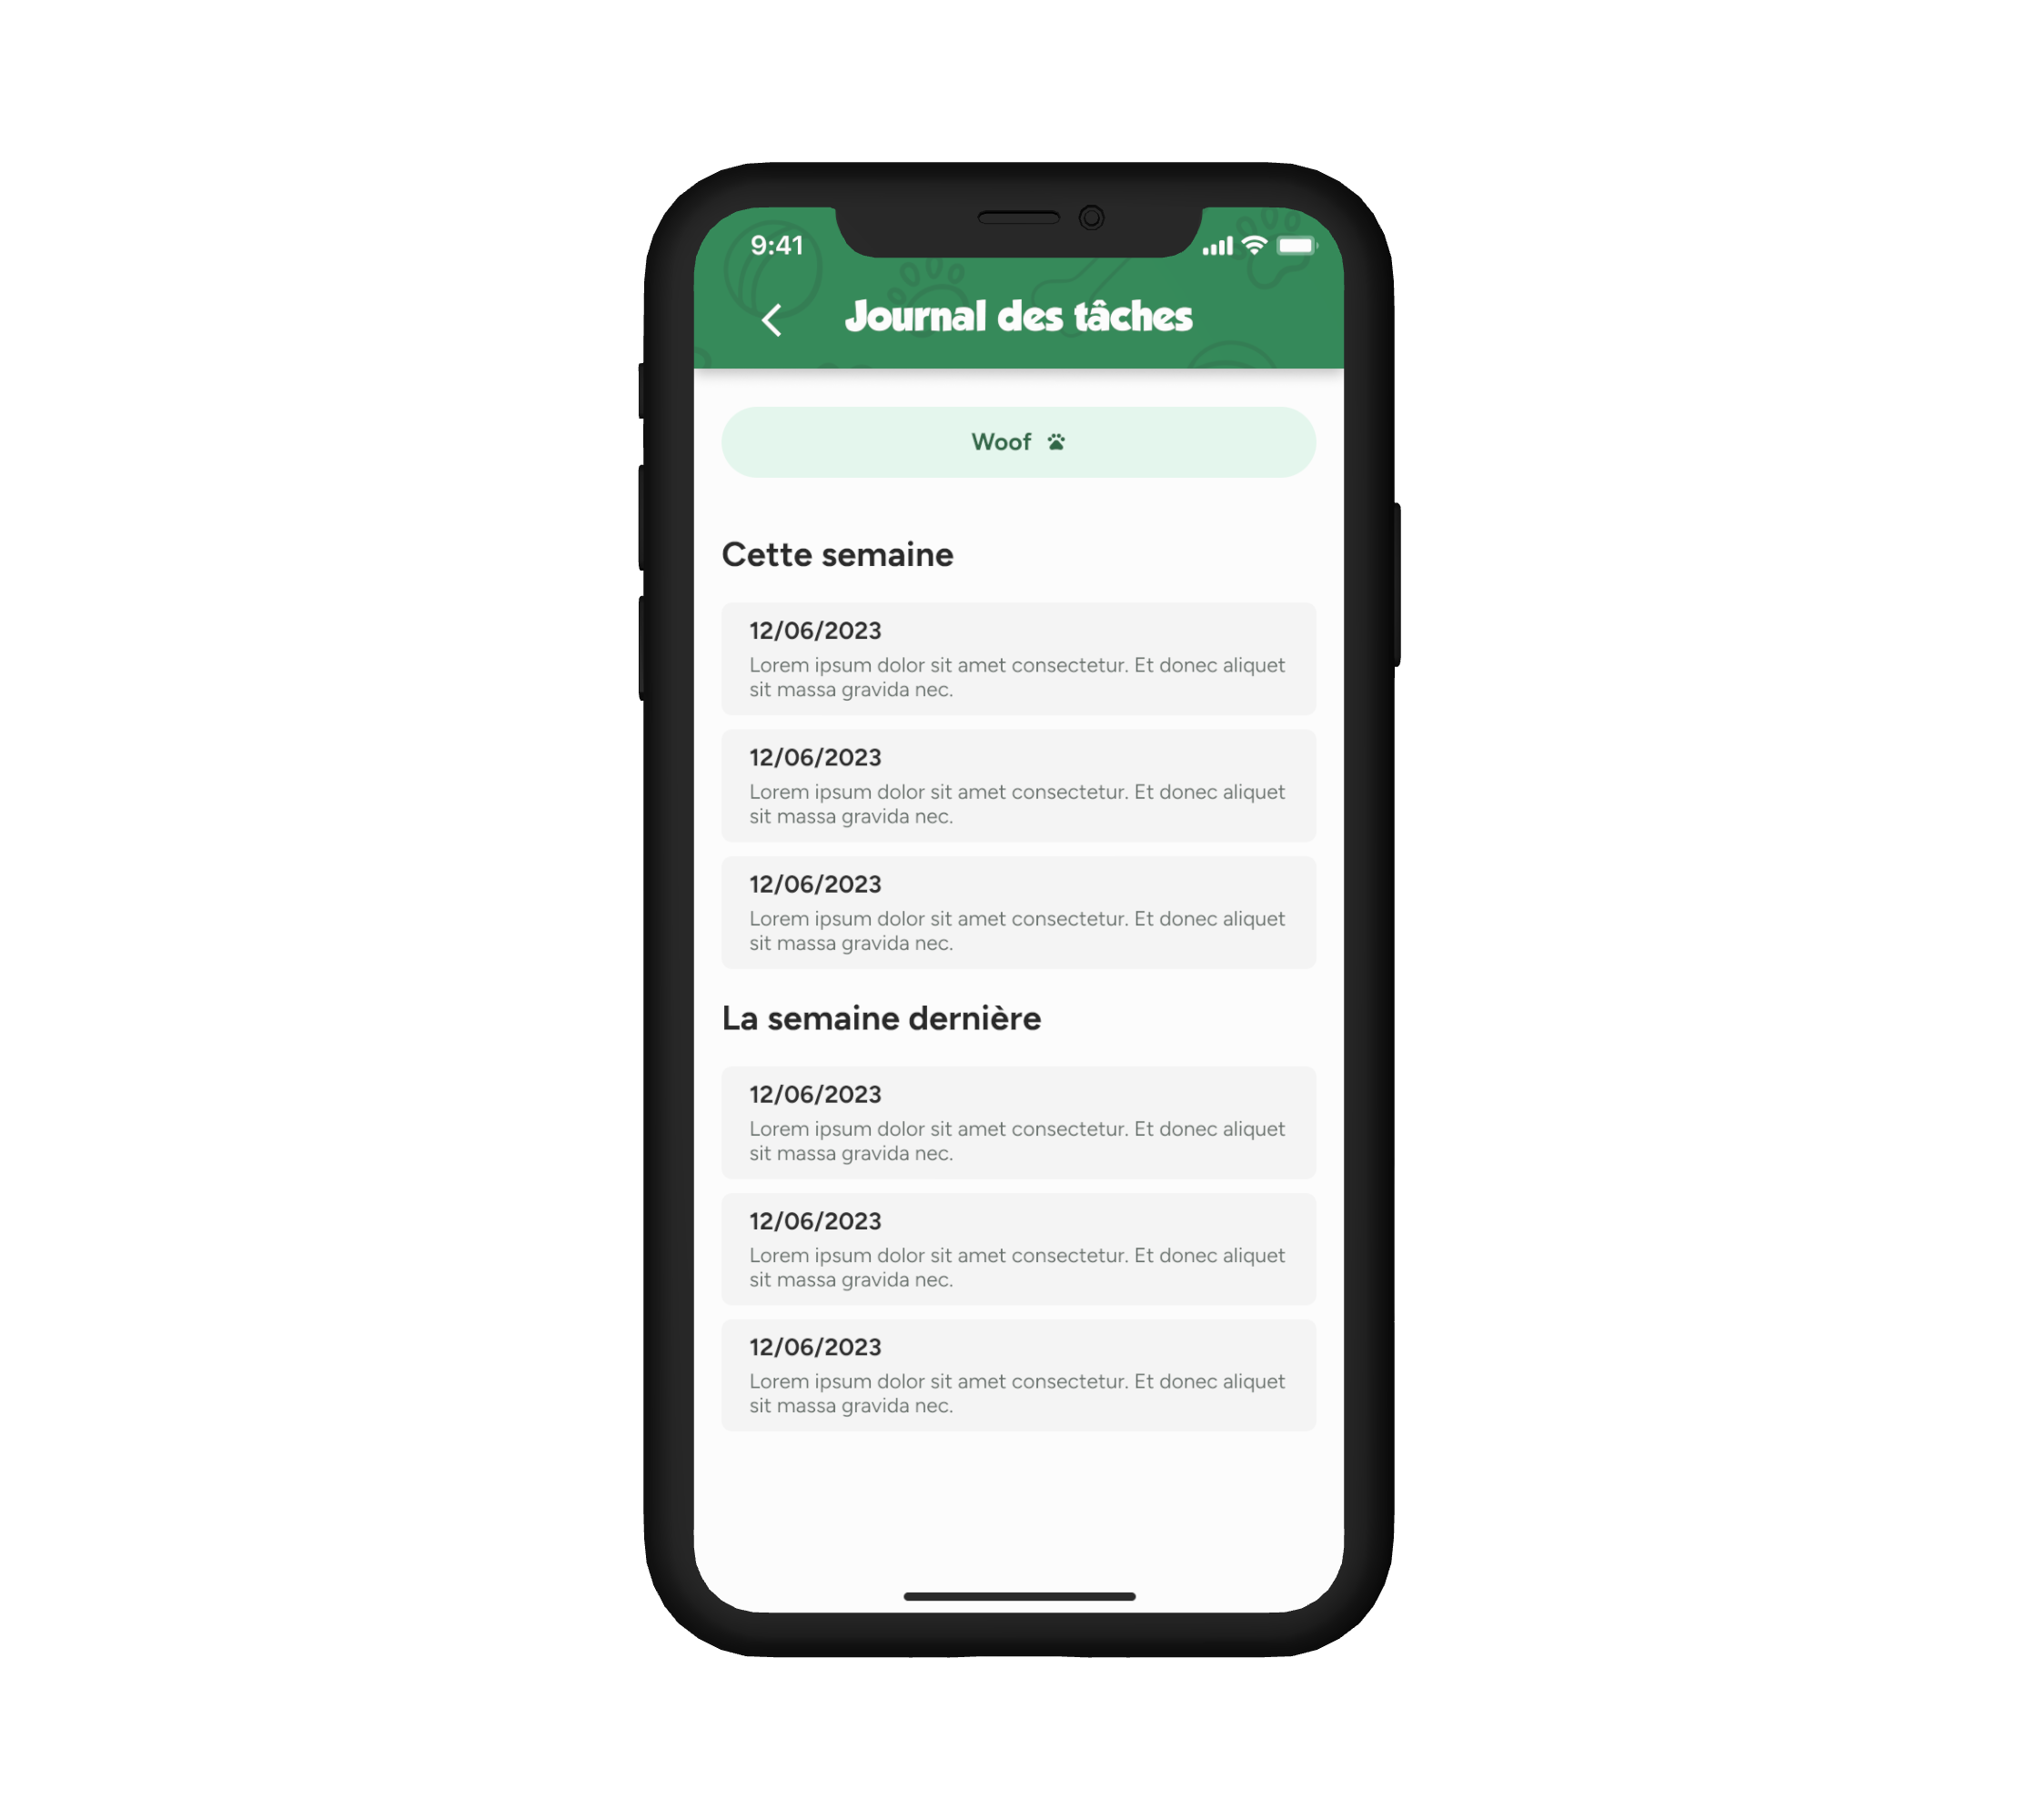 9:41
Journal des tâches
Woof
Cette semaine
12/06/2023
Lorem ipsum dolor sit amet consectetur. Et donec aliquet
sit massa gravida nec.
12/06/2023
Lorem ipsum dolor sit amet consectetur. Et donec aliquet
sit massa gravida nec.
12/06/2023
Lorem ipsum dolor sit amet consectetur. Et donec aliquet
sit massa gravida nec.
La semaine dernière
12/06/2023
Lorem ipsum dolor sit amet consectetur. Et donec aliquet
sit massa gravida nec.
12/06/2023
Lorem ipsum dolor sit amet consectetur. Et donec aliquet
sit massa gravida nec.
12/06/2023
Lorem ipsum dolor sit amet consectetur. Et donec aliquet
sit massa gravida nec.